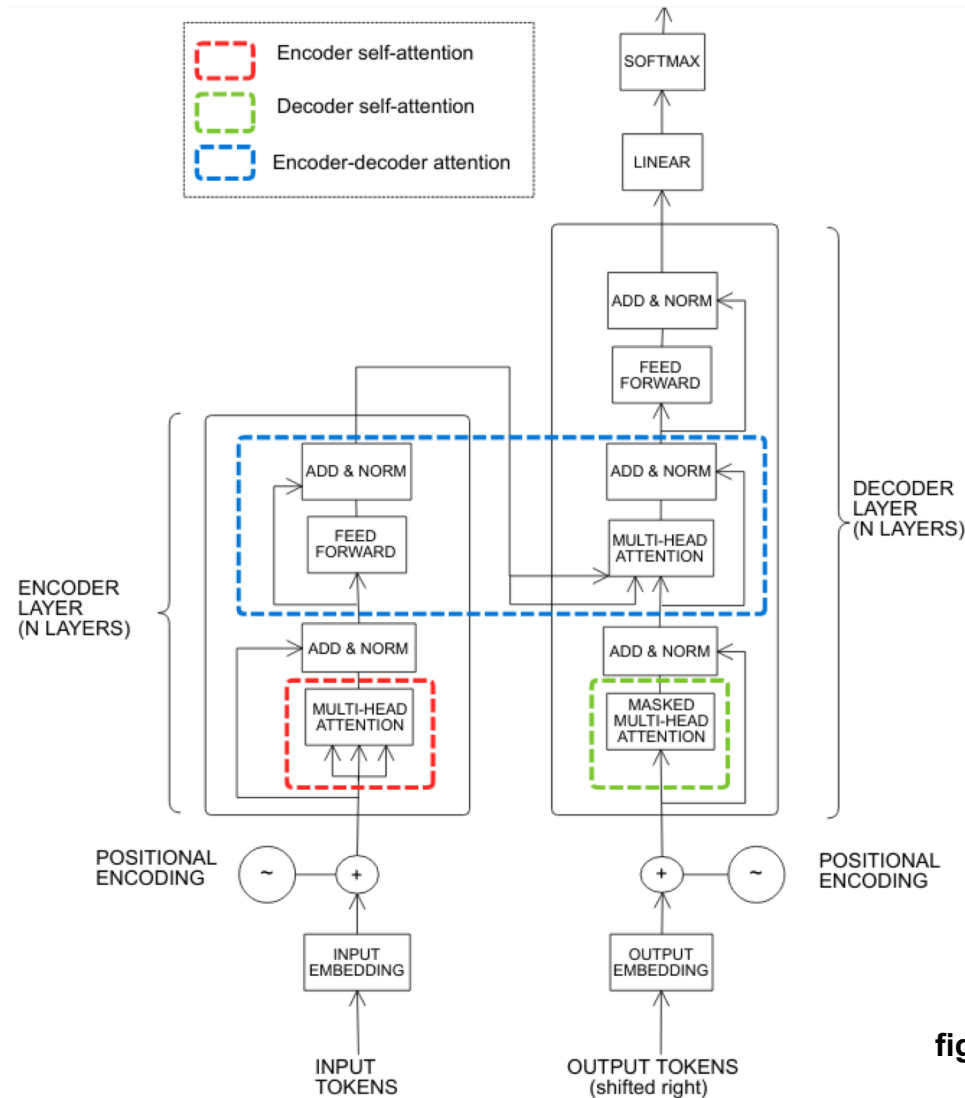 Encoder self-attention
Decoder self-attention
Encoder-decoder attention
SOFTMAX
LINEAR
ADD & NORM
FEED
FORWARD
ADD & NORM
ADD & NORM
FEED
FORWARD
MULTI-HEAD
ATTENTION
DECODER
LAYER
(N LAYERS)
ENCODER
LAYER
(N LAYERS)
ADD & NORM
ADD & NORM
MULTI-HEAD
ATTENTION
MASKED
MULTI-HEAD
ATTENTION
POSITIONAL
ENCODING
~
+
+
~
POSITIONAL
ENCODING
INPUT
EMBEDDING
OUTPUT
EMBEDDING
INPUT
TOKENS
OUTPUT TOKENS
(shifted right)
fig